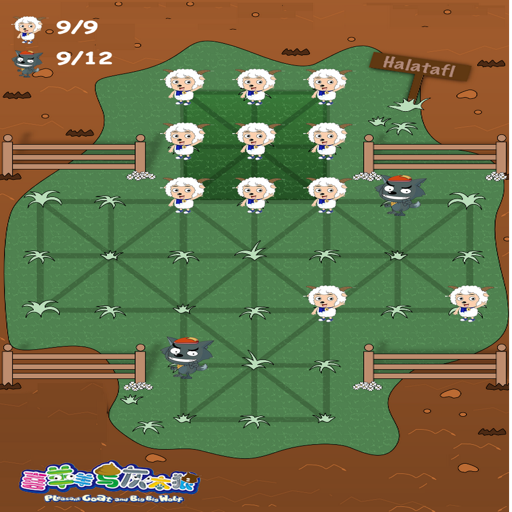 9/9
9/12
Halatafl
喜羊羊与灰太狼
Pleasant Goat and Big Big Wolf